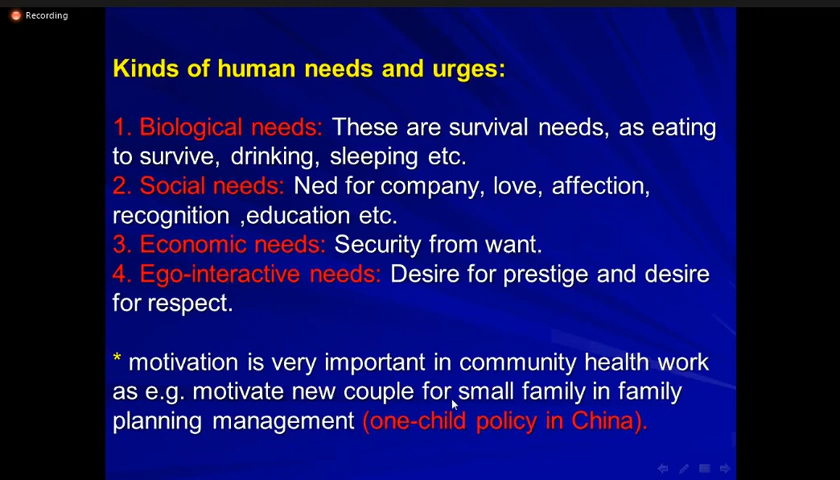 Recording
Kinds of human needs and urges:
1. Biological needs: These are survival needs, as eating
to survive, drinking, sleeping etc.
2. Social needs: Ned for company, love, affection,
recognition ,education etc.
3. Economic needs: Security from want.
4. Ego-interactive needs: Desire for prestige and desire
for respect.
* motivation is very important in community health work
as e.g. motivate new couple for small family in family
planning management (one-child policy in China).